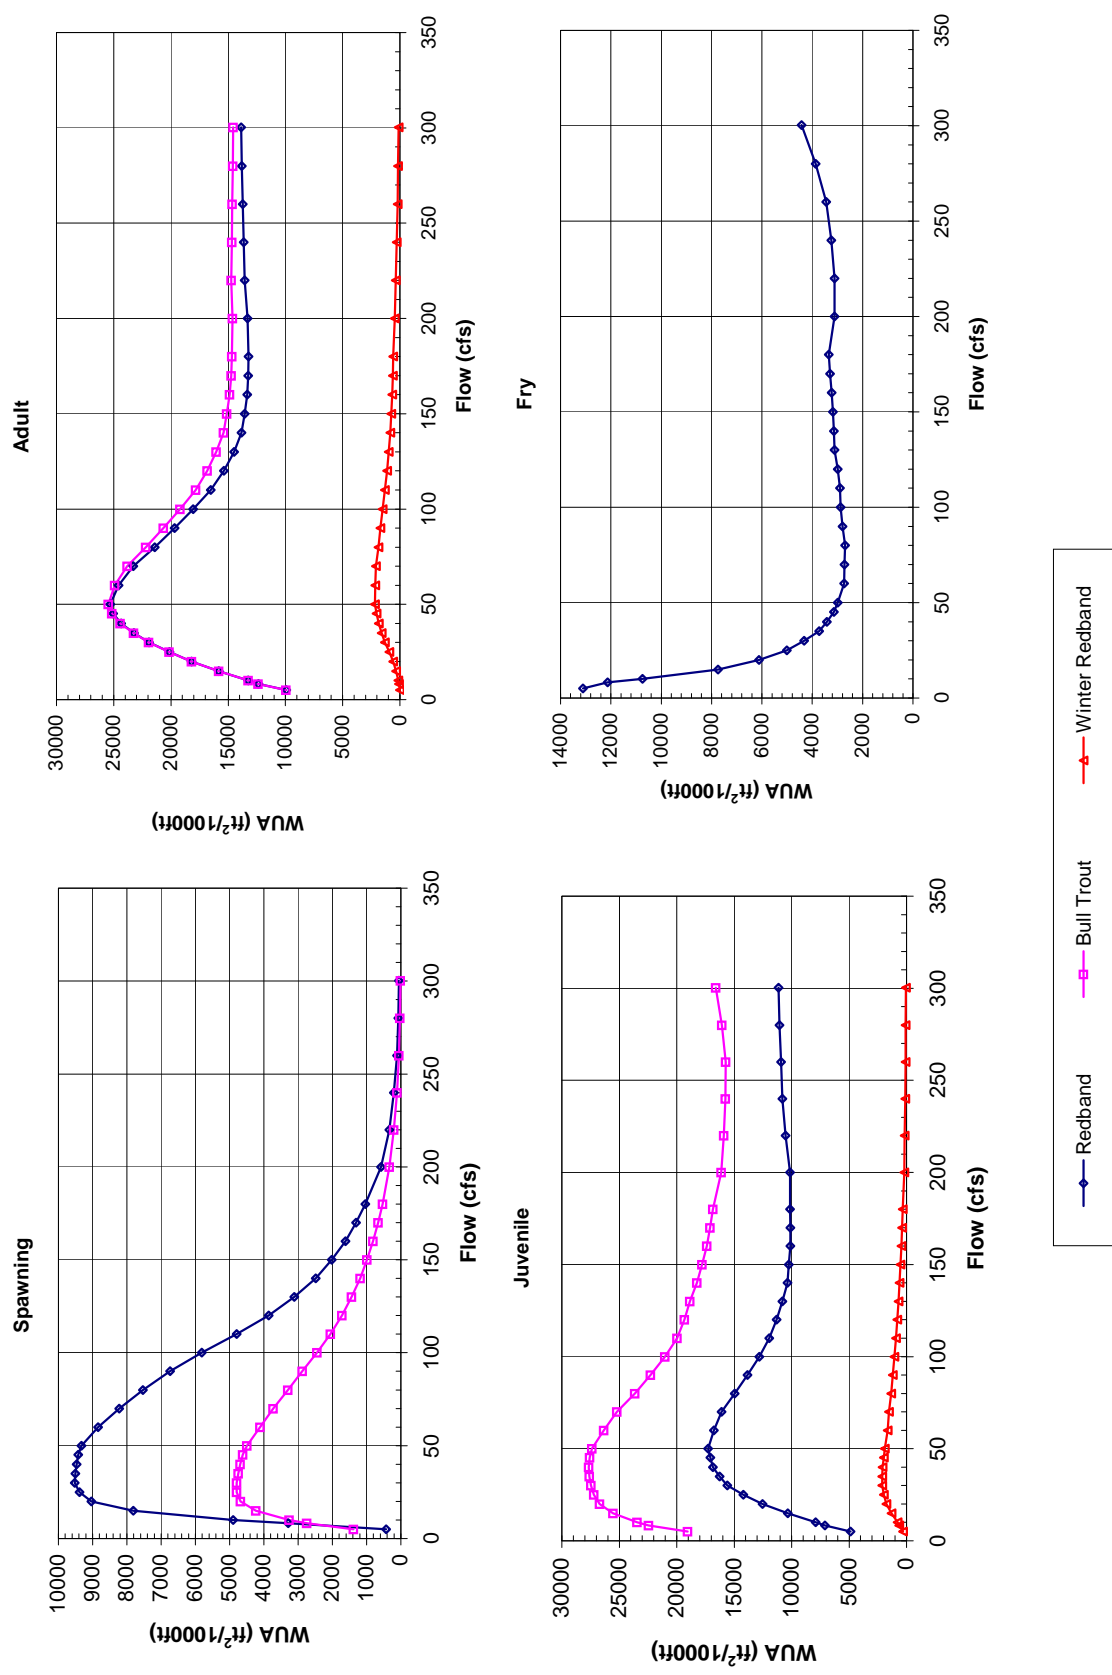 Spawning
10000
9000
8000
7000
6000
5000
4000
3000
2000
1000
0
0 50 100 150 200 250 300 350
WUA (ft²/1000ft)
Flow (cfs)
Adult
30000
25000
20000
15000
10000
5000
0
0 50 100 150 200 250 300 350
WUA (ft²/1000ft)
Flow (cfs)
Juvenile
30000
25000
20000
15000
10000
5000
0
0 50 100 150 200 250 300 350
WUA (ft²/1000ft)
Flow (cfs)
Fry
14000
12000
10000
8000
6000
4000
2000
0
0 50 100 150 200 250 300 350
WUA (ft²/1000ft)
Flow (cfs)
Redband Bull Trout Winter Redband